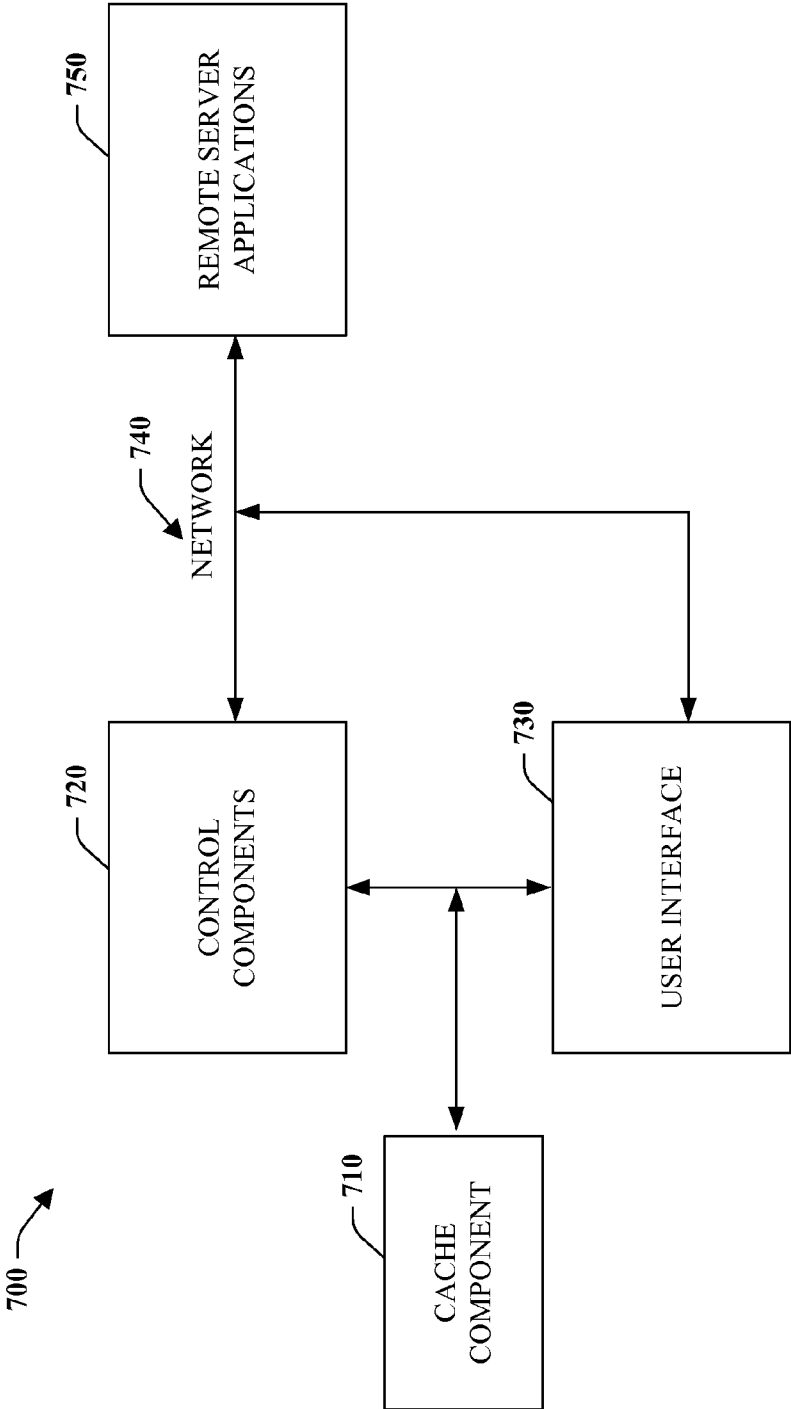 700
710
CACHE
COMPONENT
720
CONTROL
COMPONENTS
730
USER INTERFACE
740
NETWORK
750
REMOTE SERVER
APPLICATIONS